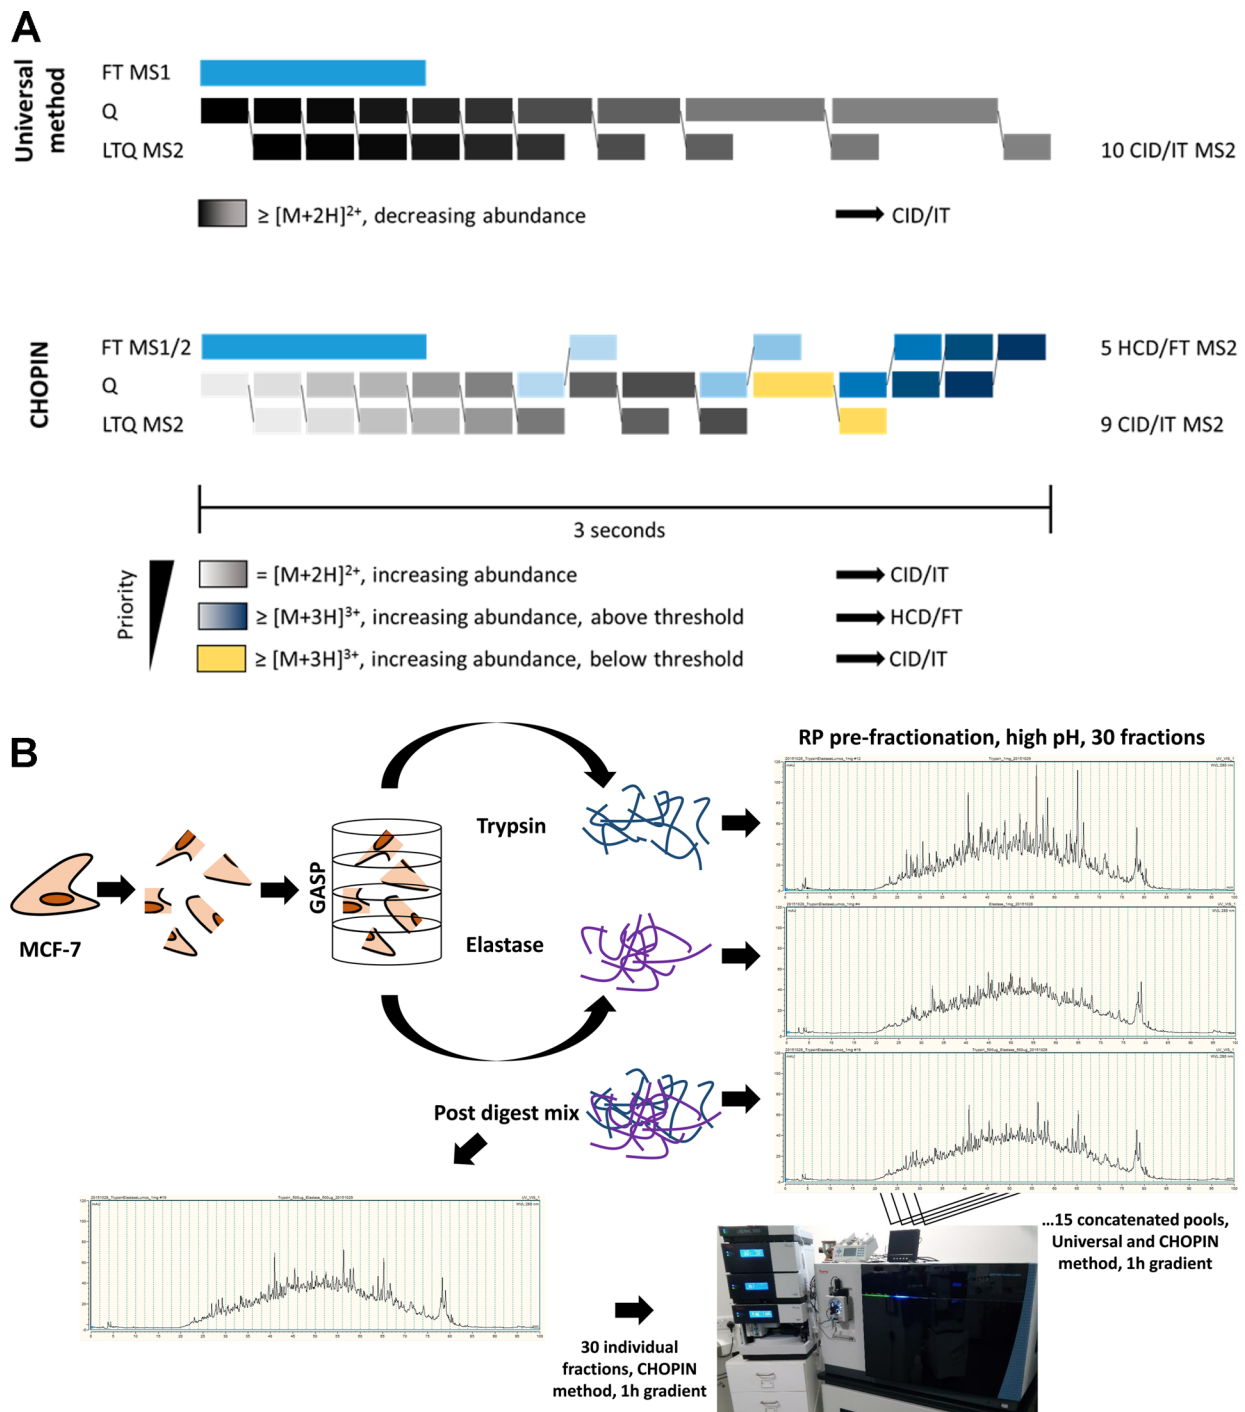 A
Universal
method
FT MS1
Q
LTQ MS2
10 CID/IT MS2
≥ [M+2H]²⁺, decreasing abundance
CID/IT
CHOPIN
FT MS1/2
Q
LTQ MS2
5 HCD/FT MS2
9 CID/IT MS2
3 seconds
Priority
= [M+2H]²⁺, increasing abundance
CID/IT
≥ [M+3H]³⁺, increasing abundance, above threshold
HCD/FT
≥ [M+3H]³⁺, increasing abundance, below threshold
CID/IT
B
RP pre-fractionation, high pH, 30 fractions
MCF-7
GASP
Trypsin
Elastase
Post digest mix
...15 concatenated pools,
Universal and CHOPIN
method, 1h gradient
30 individual
fractions, CHOPIN
method, 1h gradient